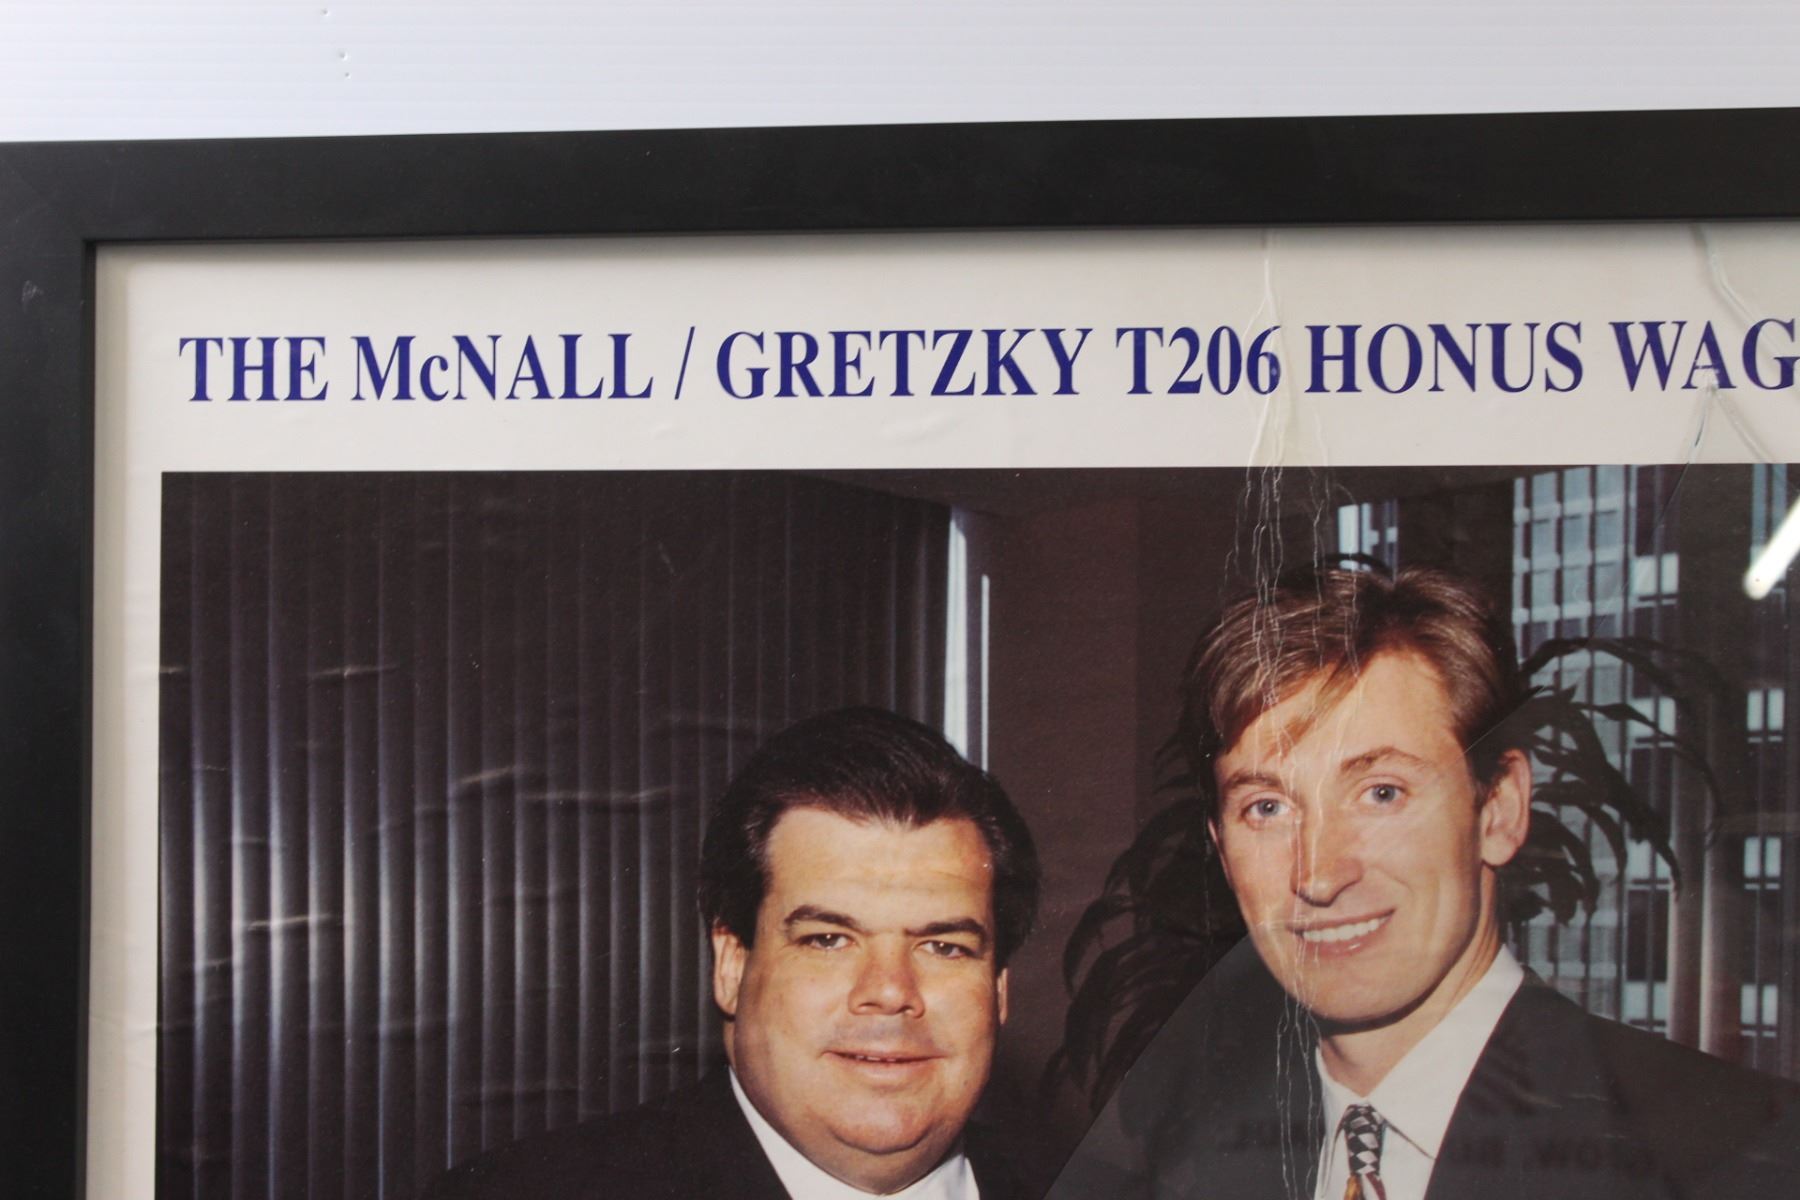 THE McNALL / GRETZKY T206 HONUS WAG